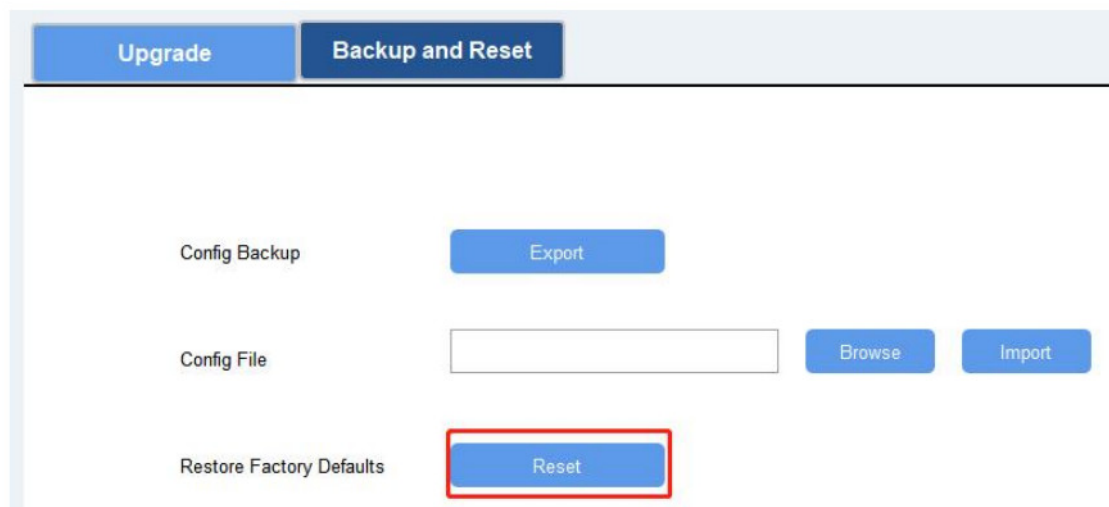 Upgrade
Backup and Reset
Config Backup
Export
Config File
Browse
Import
Restore Factory Defaults
Reset